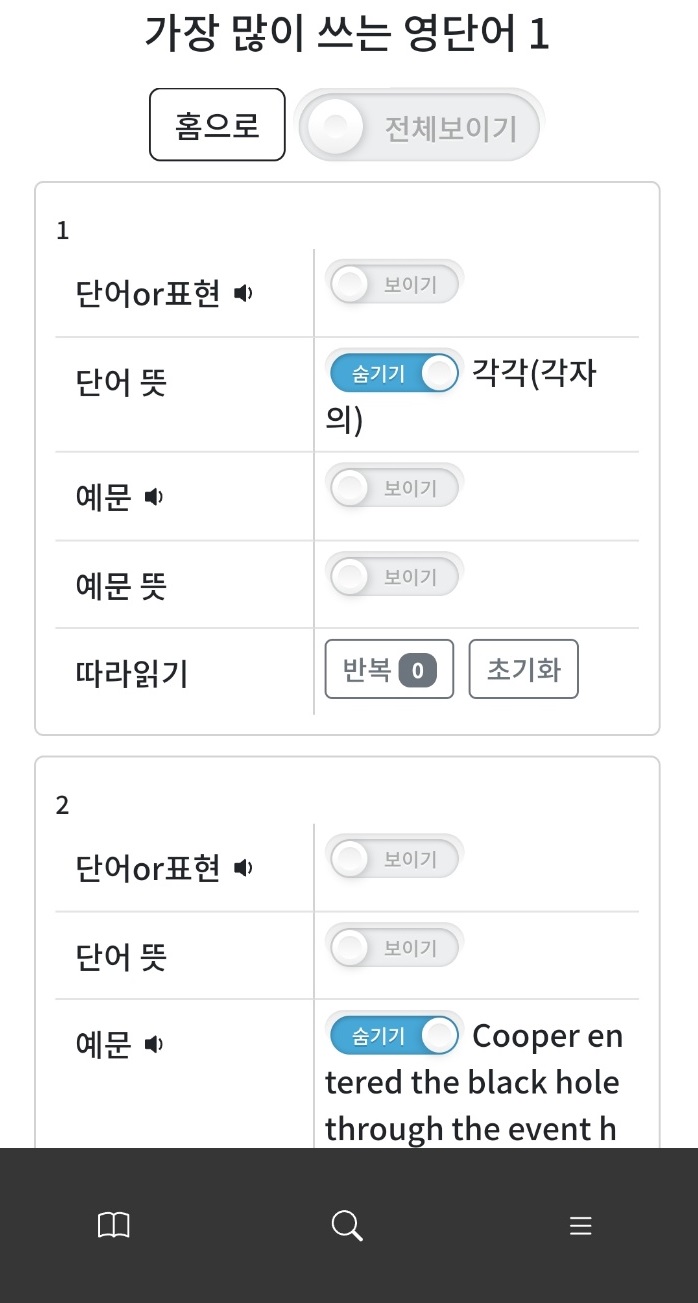 가장 많이 쓰는 영단어 1
홈으로 전체보이기
1
단어or표현 보이기
단어 뜻 숨기기 각각(각자
의)
예문 보이기
예문 뜻 보이기
따라읽기 반복 0 초기화
2
단어or표현 보이기
단어 뜻 보이기
예문 숨기기 Cooper en
tered the black hole
through the event h